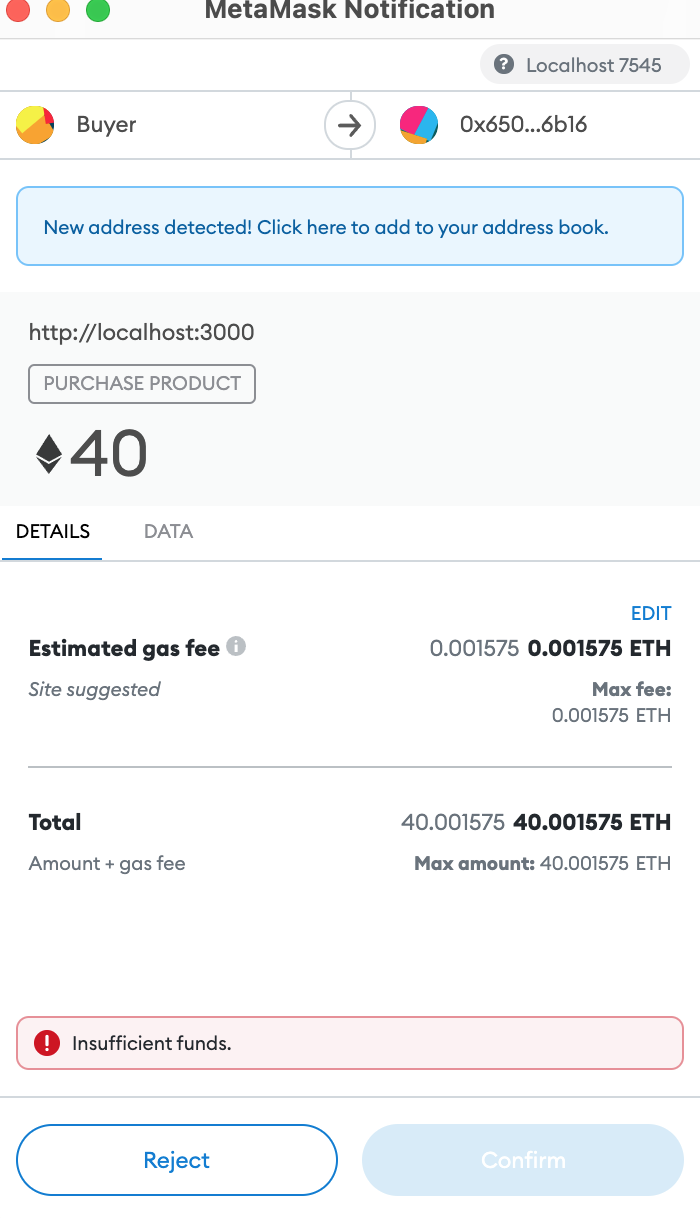 MetaMask Notification
Localhost 7545
Buyer
0x650...6b16
New address detected! Click here to add to your address book.
http://localhost:3000
PURCHASE PRODUCT
40
DETAILS DATA
EDIT
Estimated gas fee 0.001575 0.001575 ETH
Site suggested Max fee:
0.001575 ETH
Total 40.001575 40.001575 ETH
Amount + gas fee Max amount: 40.001575 ETH
Insufficient funds.
Reject Confirm